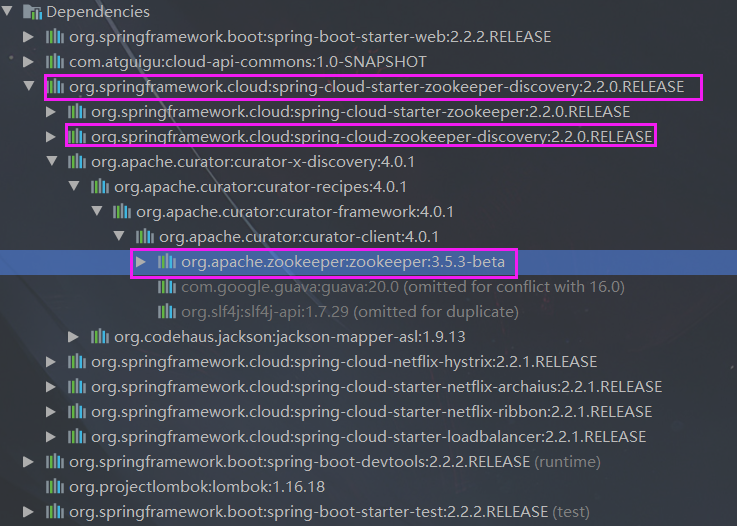 Dependencies
org.springframework.boot:spring-boot-starter-web:2.2.2.RELEASE
com.atguigu:cloud-api-commons:1.0-SNAPSHOT
org.springframework.cloud:spring-cloud-starter-zookeeper-discovery:2.2.0.RELEASE
org.springframework.cloud:spring-cloud-starter-zookeeper:2.2.0.RELEASE
org.springframework.cloud:spring-cloud-zookeeper-discovery:2.2.0.RELEASE
org.apache.curator:curator-x-discovery:4.0.1
org.apache.curator:curator-recipes:4.0.1
org.apache.curator:curator-framework:4.0.1
org.apache.curator:curator-client:4.0.1
org.apache.zookeeper:zookeeper:3.5.3-beta
com.google.guava:guava:20.0 (omitted for conflict with 16.0)
org.slf4j:slf4j-api:1.7.29 (omitted for duplicate)
org.codehaus.jackson:jackson-mapper-asl:1.9.13
org.springframework.cloud:spring-cloud-netflix-hystrix:2.2.1.RELEASE
org.springframework.cloud:spring-cloud-starter-netflix-archaius:2.2.1.RELEASE
org.springframework.cloud:spring-cloud-starter-netflix-ribbon:2.2.1.RELEASE
org.springframework.cloud:spring-cloud-starter-loadbalancer:2.2.1.RELEASE
org.springframework.boot:spring-boot-devtools:2.2.2.RELEASE (runtime)
org.projectlombok:lombok:1.16.18
org.springframework.boot:spring-boot-starter-test:2.2.2.RELEASE (test)